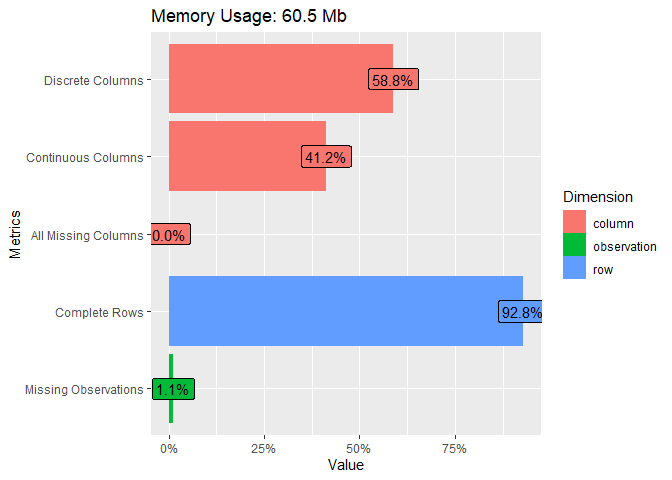 Memory Usage: 60.5 Mb
Discrete Columns
58.8%
Continuous Columns
41.2%
All Missing Columns
0.0%
Complete Rows
92.8%
Missing Observations
1.1%
0%
25%
50%
75%
Value
Metrics
Dimension
column
observation
row